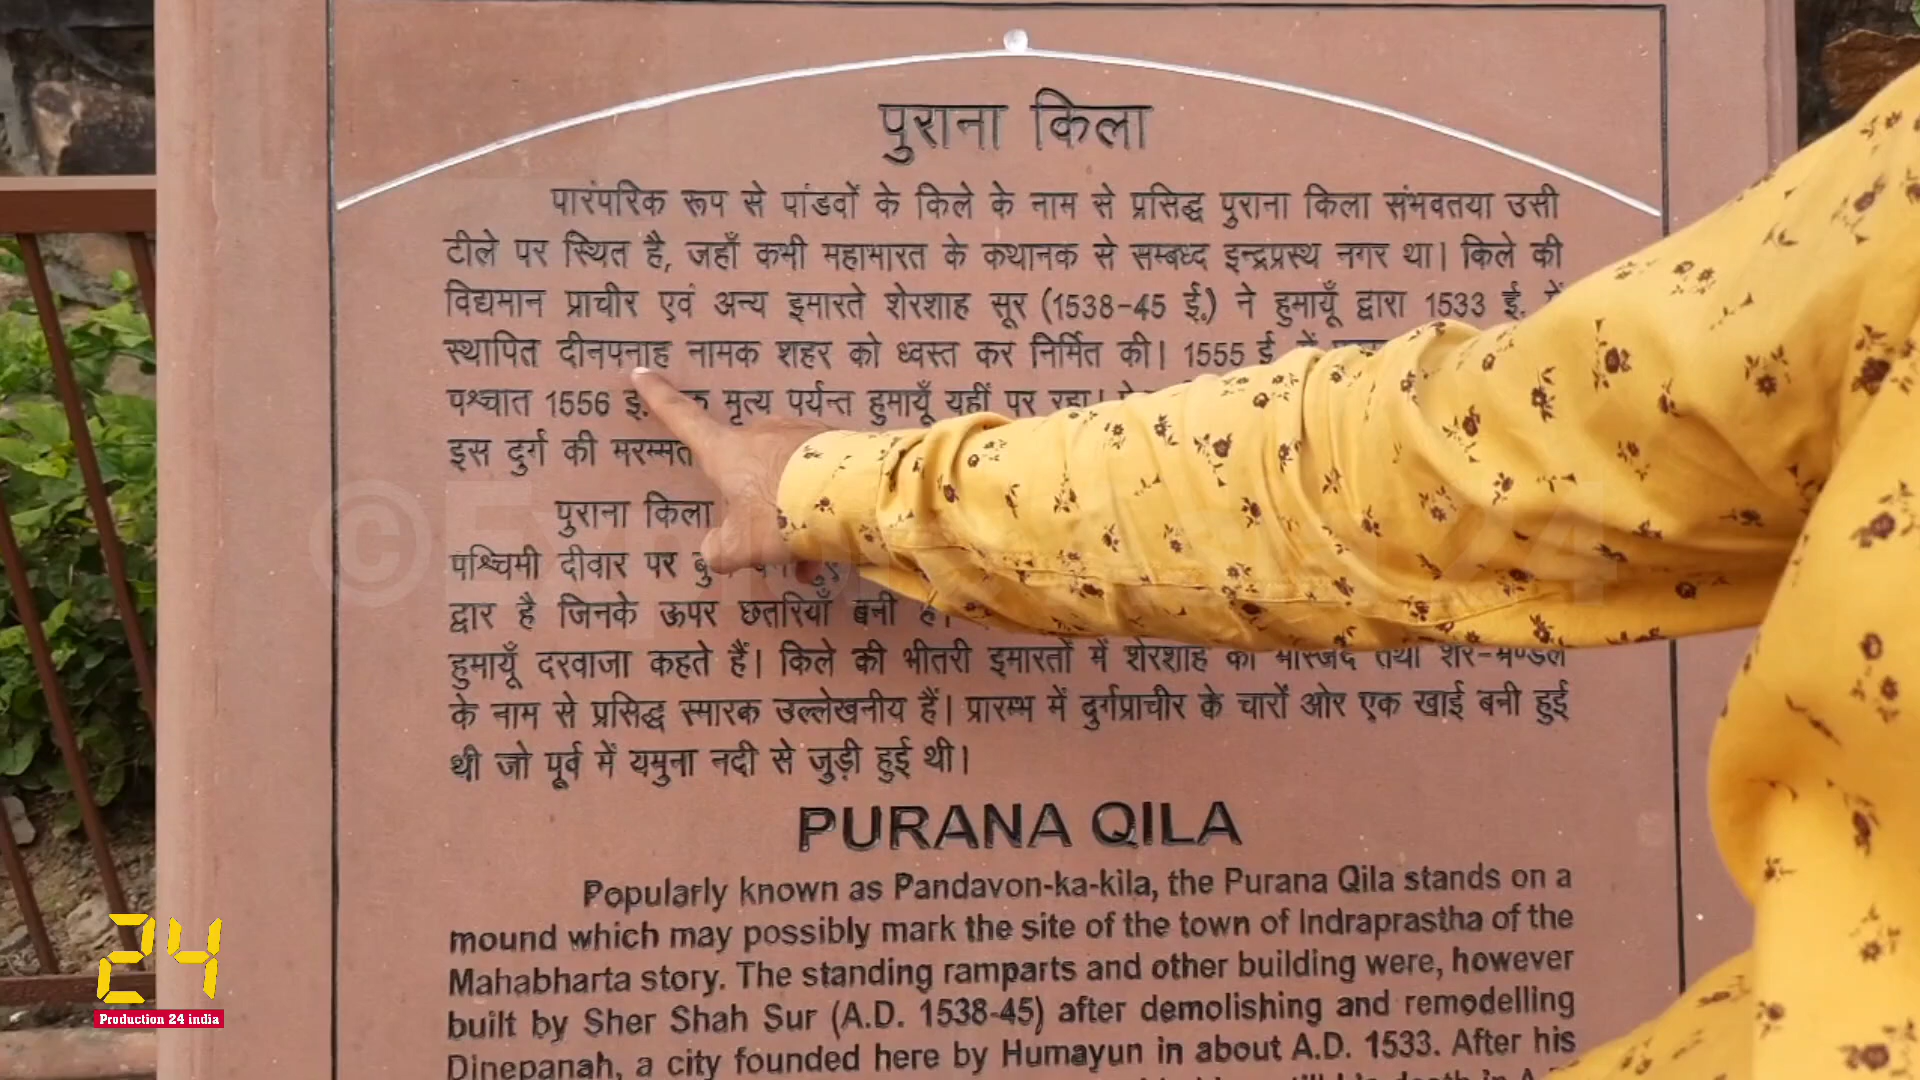 पुराना किला
पारंपरिक रूप से पांडवों के किले के नाम से प्रसिद्ध पुराना किला संभवतया उसी
टीले पर स्थित है, जहाँ कभी महाभारत के कथानक से सम्बध्द इन्द्रप्रस्थ नगर था। किले की
विद्यमान प्राचीर एवं अन्य इमारते शेरशाह सूर (1538-45 ई.) ने हुमायूँ द्वारा 1533 ई. में
स्थापित दीनपनाह नामक शहर को ध्वस्त कर निर्मित की। 1555 ई. में
पश्चात 1556 ई. मृत्य पर्यन्त हुमायूँ यहीं पर रहा।
इस दुर्ग की मरम्मत
पुराना किला
पश्चिमी दीवार पर
द्वार है जिनके ऊपर छतरियाँ बनी है।
हुमायूँ दरवाजा कहते हैं। किले की भीतरी इमारतों में शेरशाह की मस्जिद तथा शेर-मण्डल
के नाम से प्रसिद्ध स्मारक उल्लेखनीय हैं। प्रारम्भ में दुर्गप्राचीर के चारों ओर एक खाई बनी हुई
थी जो पूर्व में यमुना नदी से जुड़ी हुई थी।
PURANA QILA
Popularly known as Pandavon-ka-kila, the Purana Qila stands on a
mound which may possibly mark the site of the town of Indraprastha of the
Mahabharta story. The standing ramparts and other building were, however
built by Sher Shah Sur (A.D. 1538-45) after demolishing and remodelling
Dinepanah, a city founded here by Humayun in about A.D. 1533. After his
©Explore Asia 24
24
Production 24 india